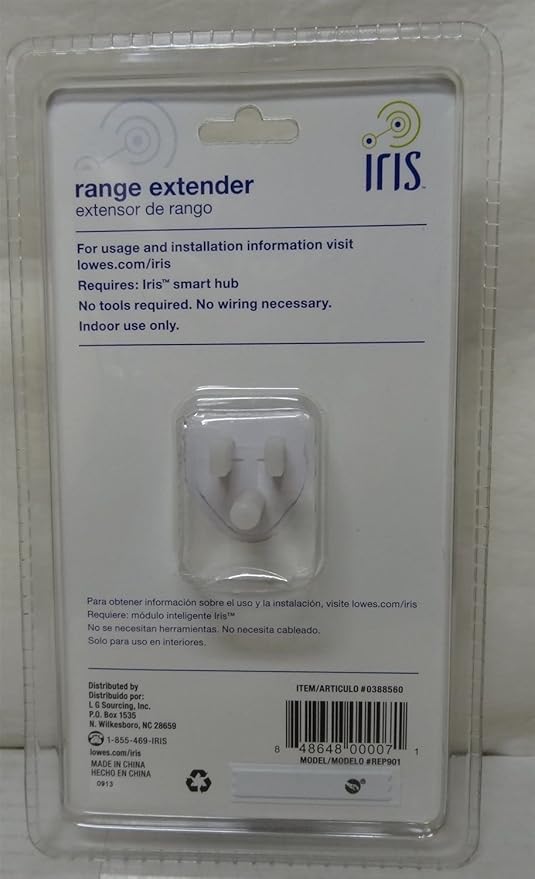 IRIS™
range extender
extensor de rango
For usage and installation information visit
lowes.com/iris
Requires: Iris™ smart hub
No tools required. No wiring necessary.
Indoor use only.
Para obtener información sobre el uso y la instalación, visite lowes.com/iris
Requiere: módulo inteligente Iris™
No se necesitan herramientas. No necesita cableado.
Solo para uso en interiores.
Distributed by
Distribuido por:
L G Sourcing, Inc.
P.O. Box 1535
N. Wilkesboro, NC 28659
1-855-469-IRIS
lowes.com/iris
MADE IN CHINA
HECHO EN CHINA
0913
ITEM/ARTICULO #0388560
8 48648 00007 1
MODEL/MODELO #REP901